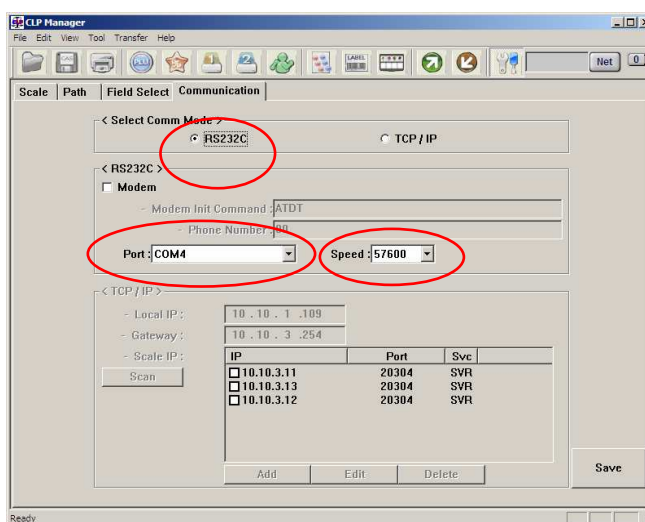 CLP Manager
File Edit View Tool Transfer Help
LABEL
Net 0
Scale Path Field Select Communication
< Select Comm Mode >
RS232C TCP / IP
< RS232C >
Modem
- Modem Init Command : ATDT
- Phone Number :
Port : COM4 Speed : 57600
< TCP / IP >
- Local IP : 10 . 10 . 1 .109
- Gateway : 10 . 10 . 3 .254
- Scale IP : IP Port Svc
Scan 10.10.3.11 20304 SVR
10.10.3.13 20304 SVR
10.10.3.12 20304 SVR
Add Edit Delete
Save
Ready